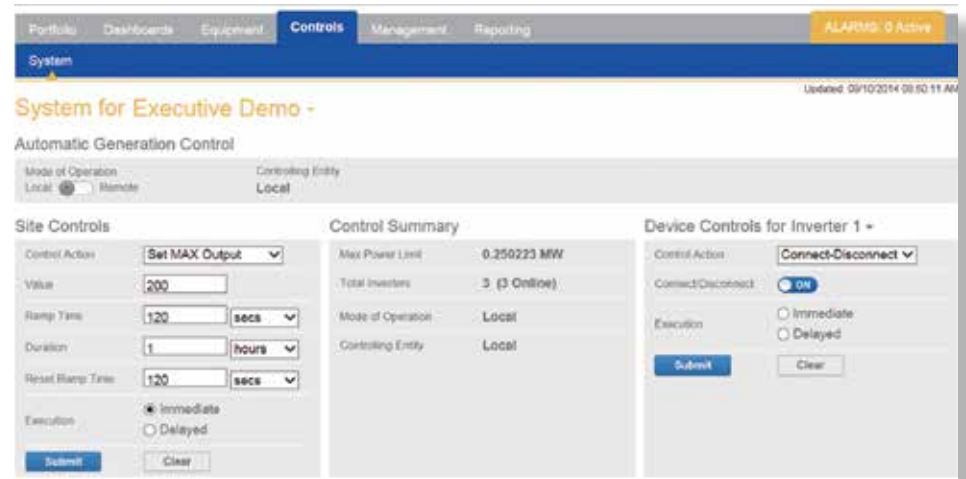 Portfolio Dashboards Equipment Controls Management Reporting ALARMS: 0 Active
System
Updated: 09/10/2014 08:50:11 AM
System for Executive Demo
Automatic Generation Control
Mode of Operation Controlling Entity
Local Remote Local
Site Controls
Control Action Set MAX Output
Value 200
Ramp Time 120 secs
Duration 1 hours
Reset Ramp Time 120 secs
Execution Immediate
Delayed
Submit Clear
Control Summary
Max Power Limit 0.250223 MW
Total Inverters 3 (3 Online)
Mode of Operation Local
Controlling Entity Local
Device Controls for Inverter 1
Control Action Connect-Disconnect
Connect/Disconnect ON
Execution Immediate
Delayed
Submit Clear